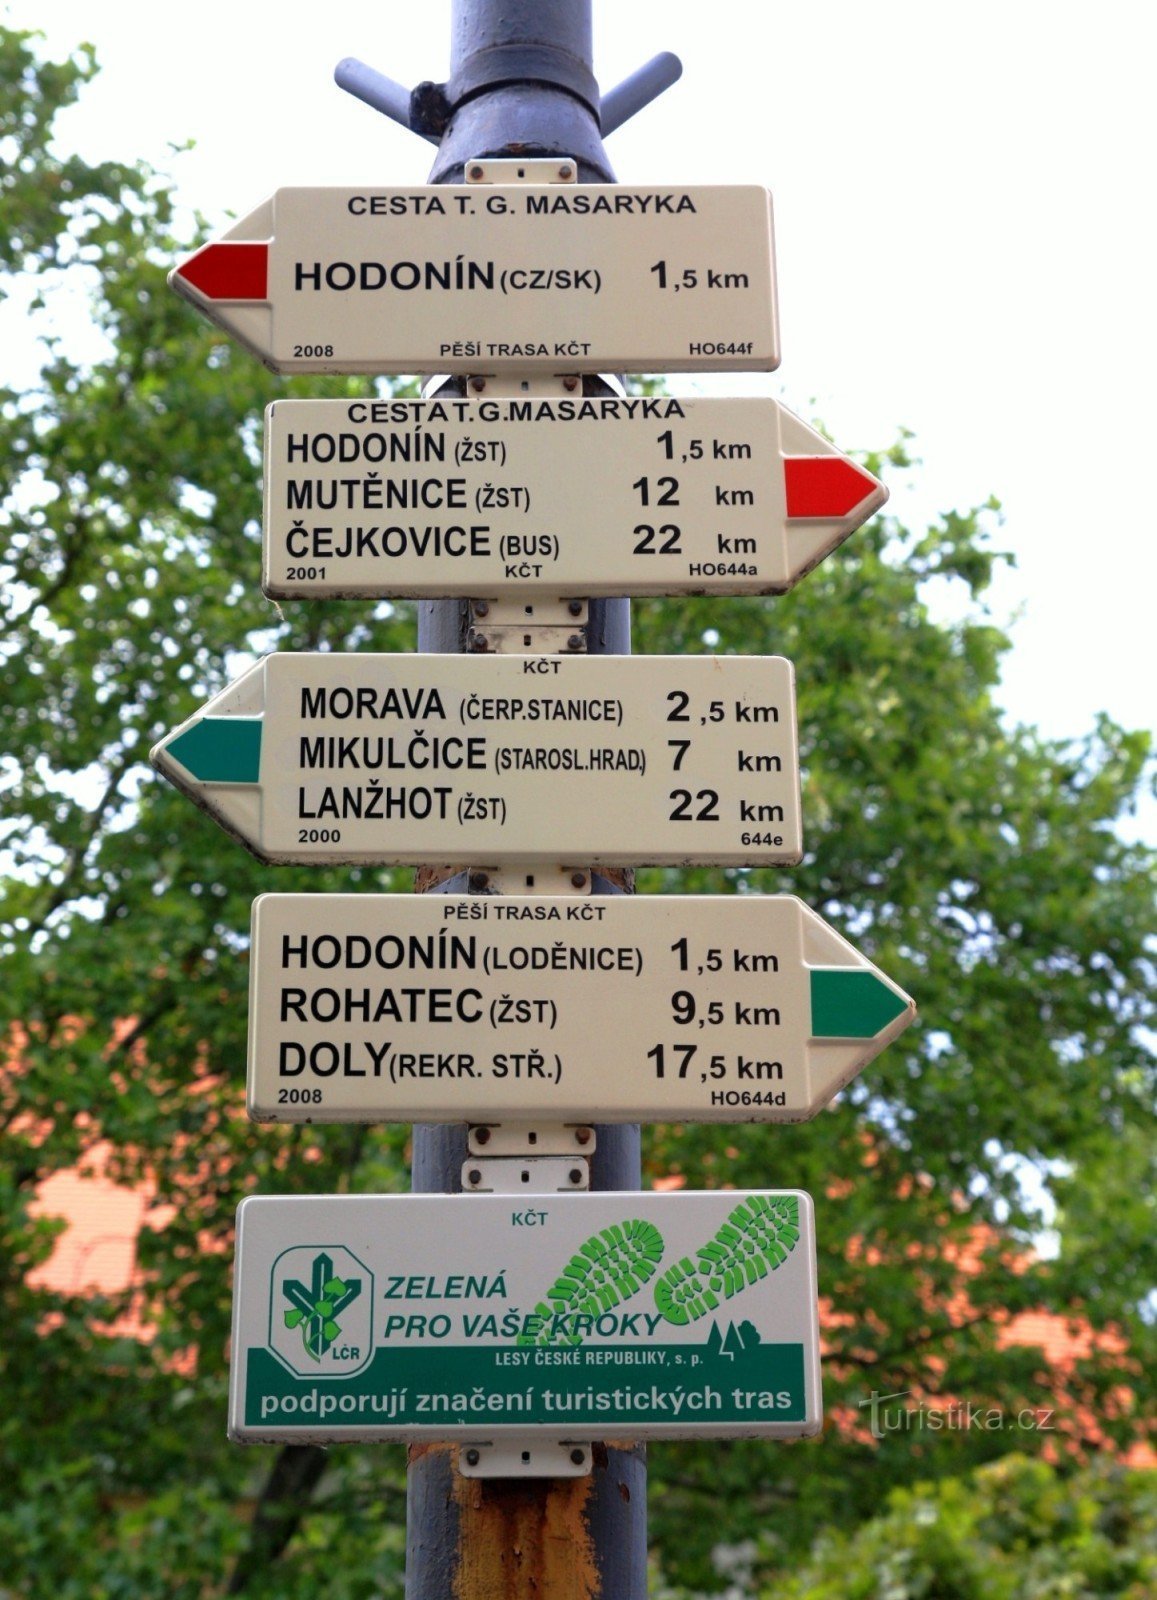 CESTA T. G. MASARYKA
HODONÍN (CZ/SK) 1,5 km
2008 PĚŠÍ TRASA KČT HO644f
CESTA T.G.MASARYKA
HODONÍN (ŽST) 1,5 km
MUTĚNICE (ŽST) 12 km
ČEJKOVICE (BUS) 22 km
2001 KČT HO644a
KČT
MORAVA (ČERP.STANICE) 2,5 km
MIKULČICE (STAROSL.HRAD.) 7 km
LANŽHOT (ŽST) 22 km
2000 644e
PĚŠÍ TRASA KČT
HODONÍN (LODĚNICE) 1,5 km
ROHATEC (ŽST) 9,5 km
DOLY (REKR. STŘ.) 17,5 km
2008 HO644d
KČT
ZELENÁ
PRO VAŠE KROKY
LČR
LESY ČESKÉ REPUBLIKY, s. p.
podporují značení turistických tras
Turistika.cz